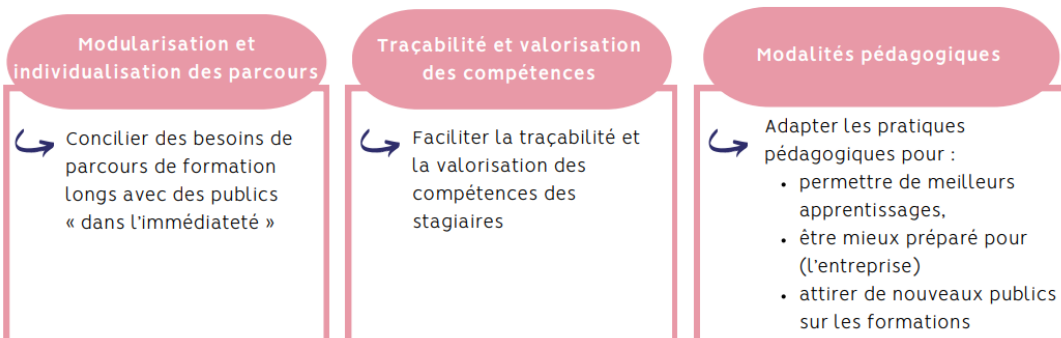 Modularisation et
individualisation des parcours
Concilier des besoins de
parcours de formation
longs avec des publics
« dans l'immédiateté »
Traçabilité et valorisation
des compétences
Faciliter la traçabilité et
la valorisation des
compétences des
stagiaires
Modalités pédagogiques
Adapter les pratiques
pédagogiques pour :
• permettre de meilleurs
apprentissages,
• être mieux préparé pour
(l'entreprise)
• attirer de nouveaux publics
sur les formations